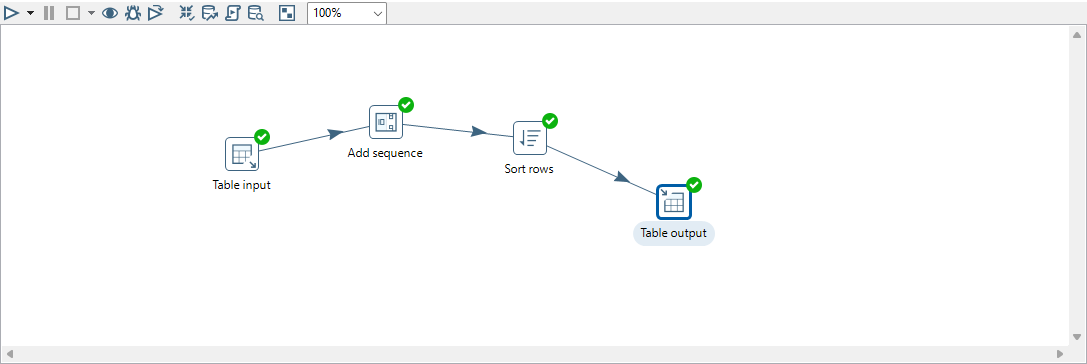 100%
Add sequence
Table input
Sort rows
Table output